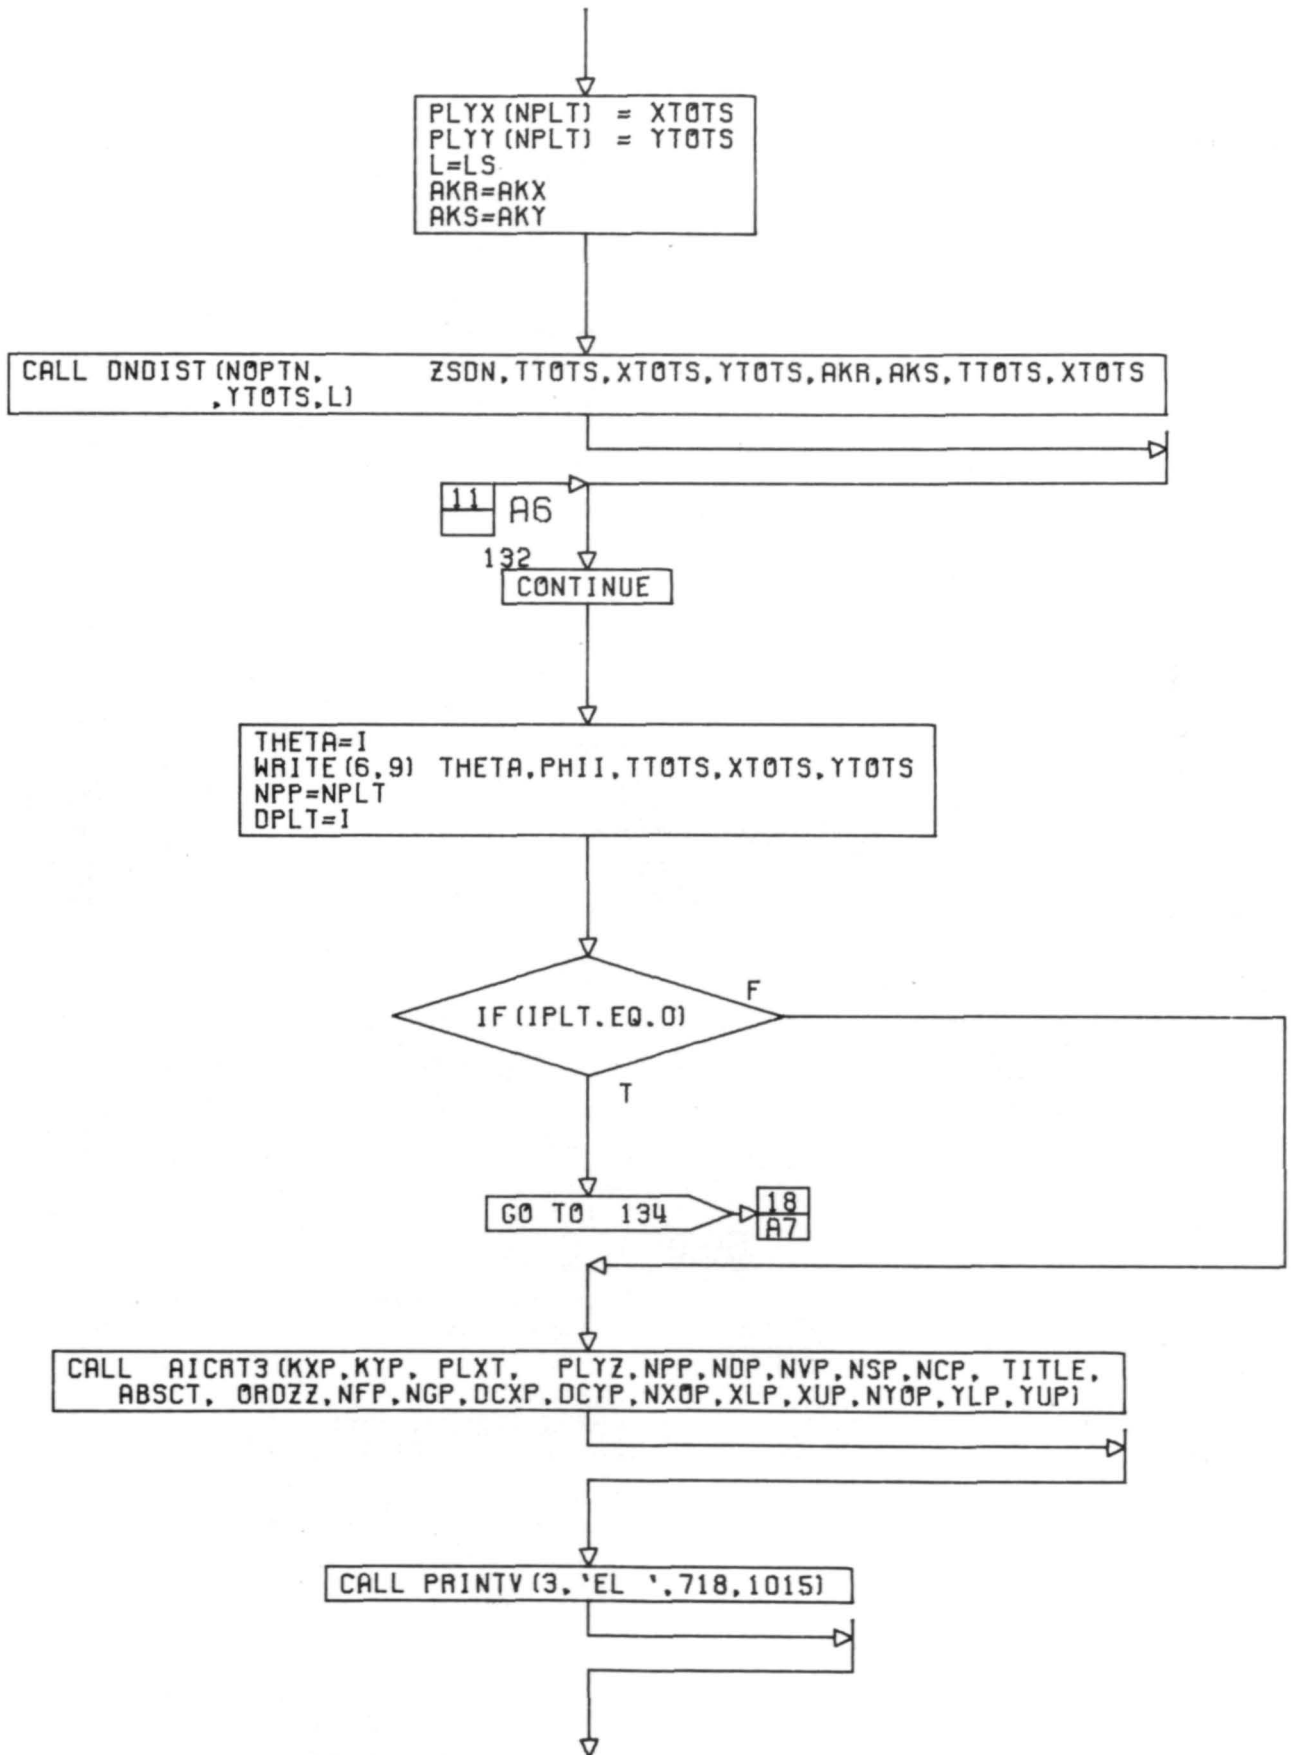 PLYX(NPLT) = XTOTS
PLYY(NPLT) = YTOTS
L=LS
AKR=AKX
AKS=AKY
CALL DNDIST(NOPTN, ZSDN,TTOTS,XTOTS,YTOTS,AKR,AKS,TTOTS,XTOTS
,YTOTS,L)
11
A6
132
CONTINUE
THETA=I
WRITE(6,9) THETA,PHII,TTOTS,XTOTS,YTOTS
NPP=NPLT
DPLT=I
IF(IPLT.EQ.0)
F
T
GO TO 134
18
A7
CALL AICRT3(KXP,KYP, PLXT, PLYZ,NPP,NDP,NVP,NSP,NCP, TITLE,
ABSCT, ORDZZ,NFP,NGP,DCXP,DCYP,NXOP,XLP,XUP,NYOP,YLP,YUP)
CALL PRINTV(3,'EL ',718,1015)